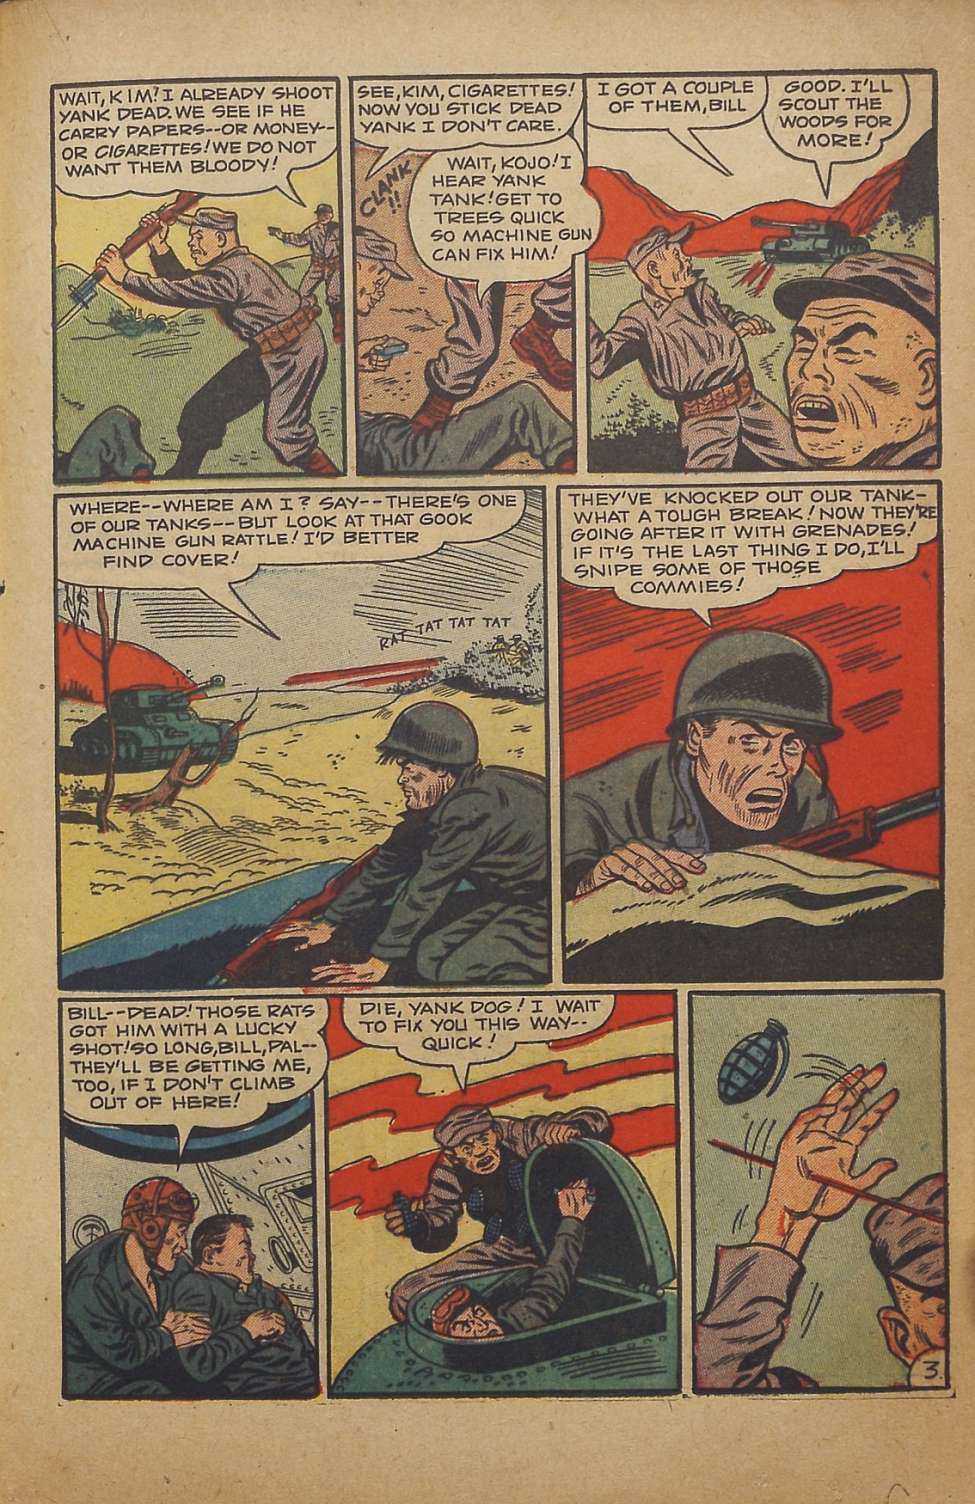 WAIT, KIM! I ALREADY SHOOT
YANK DEAD. WE SEE IF HE
CARRY PAPERS--OR MONEY--
OR CIGARETTES! WE DO NOT
WANT THEM BLOODY!
SEE, KIM, CIGARETTES!
NOW YOU STICK DEAD
YANK I DON'T CARE.
CLANK!!
WAIT, KOJO! I
HEAR YANK
TANK! GET TO
TREES QUICK
SO MACHINE GUN
CAN FIX HIM!
I GOT A COUPLE
OF THEM, BILL
GOOD. I'LL
SCOUT THE
WOODS FOR
MORE!
WHERE--WHERE AM I? SAY--THERE'S ONE
OF OUR TANKS--BUT LOOK AT THAT GOOK
MACHINE GUN RATTLE! I'D BETTER
FIND COVER!
RAT TAT TAT TAT
THEY'VE KNOCKED OUT OUR TANK-
WHAT A TOUGH BREAK! NOW THEY'RE
GOING AFTER IT WITH GRENADES!
IF IT'S THE LAST THING I DO, I'LL
SNIPE SOME OF THOSE
COMMIES!
BILL--DEAD! THOSE RATS
GOT HIM WITH A LUCKY
SHOT! SO LONG, BILL, PAL--
THEY'LL BE GETTING ME,
TOO, IF I DON'T CLIMB
OUT OF HERE!
DIE, YANK DOG! I WAIT
TO FIX YOU THIS WAY--
QUICK!
3